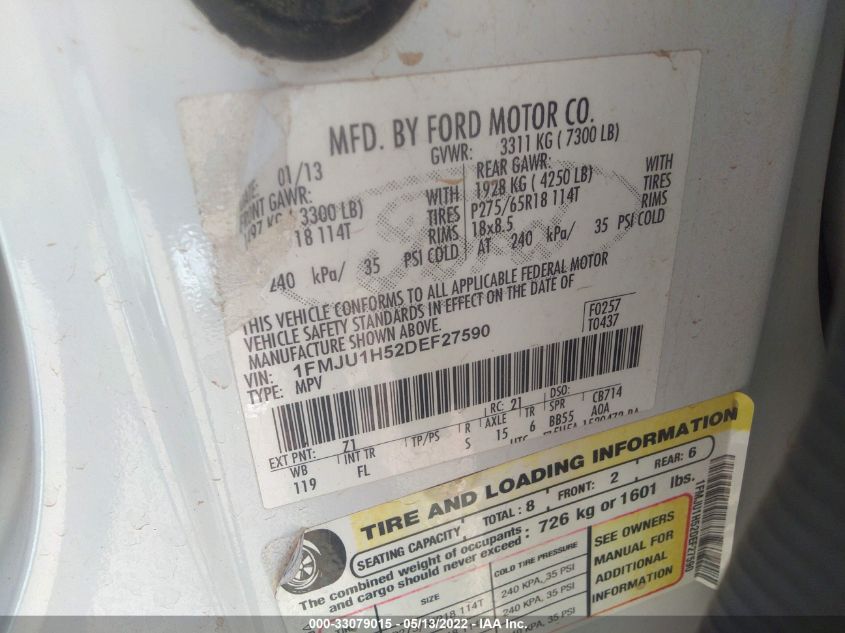 MFD. BY FORD MOTOR CO.
01/13
GVWR: 3311 KG ( 7300 LB)
FRONT GAWR:
REAR GAWR:
3300 LB)
WITH
1928 KG ( 4250 LB)
WITH
18 114T
TIRES
P275/65R18 114T
TIRES
RIMS
18x8.5
RIMS
240 kPa/ 35 PSI COLD
AT 240 kPa/ 35 PSI COLD
THIS VEHICLE CONFORMS TO ALL APPLICABLE FEDERAL MOTOR
VEHICLE SAFETY STANDARDS IN EFFECT ON THE DATE OF
MANUFACTURE SHOWN ABOVE.
F0257
T0437
VIN: 1FMJU1H52DEF27590
TYPE: MPV
EXT PNT: Z1
RC: 21
DSO:
WB
INT TR
TP/PS
R
AXLE
TR
SPR
CB714
119
FL
S
15
6
BB55
AOA
TIRE AND LOADING INFORMATION
SEATING CAPACITY
TOTAL: 8
FRONT: 2
REAR: 6
The combined weight of occupants
and cargo should never exceed: 726 kg or 1601 lbs.
SIZE
COLD TIRE PRESSURE
18 114T
240 KPA, 35 PSI
240 KPA, 35 PSI
KPA, 35 PSI
SEE OWNERS
MANUAL FOR
ADDITIONAL
INFORMATION
1FMJU1H52DEF27590
000-33079015 - 05/13/2022 - IAA Inc.